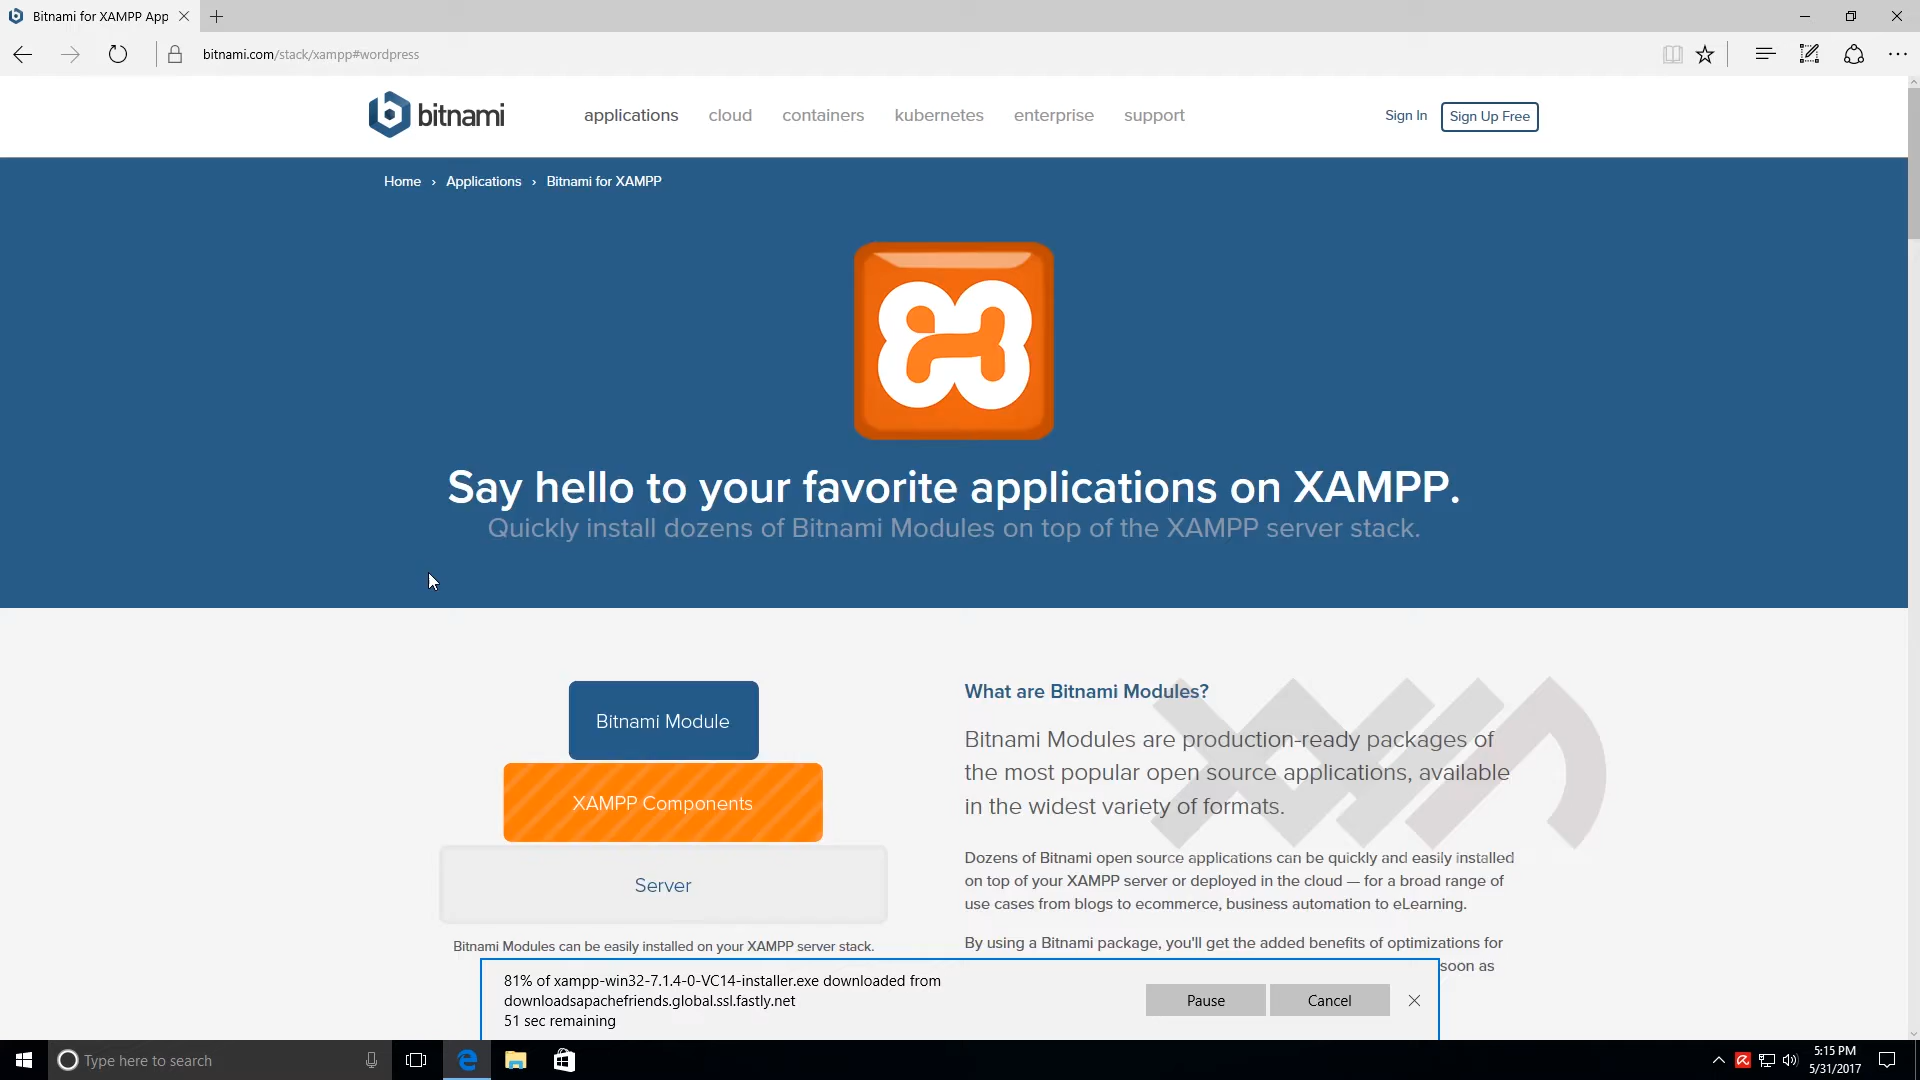 Bitnami for XAMPP App
bitnami.com/stack/xampp#wordpress
bitnami
applications
cloud
containers
kubernetes
enterprise
support
Sign In
Sign Up Free
Home › Applications › Bitnami for XAMPP
Say hello to your favorite applications on XAMPP.
Quickly install dozens of Bitnami Modules on top of the XAMPP server stack.
Bitnami Module
XAMPP Components
Server
Bitnami Modules can be easily installed on your XAMPP server stack.
What are Bitnami Modules?
Bitnami Modules are production-ready packages of
the most popular open source applications, available
in the widest variety of formats.
Dozens of Bitnami open source applications can be quickly and easily installed
on top of your XAMPP server or deployed in the cloud — for a broad range of
use cases from blogs to ecommerce, business automation to eLearning.
By using a Bitnami package, you'll get the added benefits of optimizations for
soon as
81% of xampp-win32-7.1.4-0-VC14-installer.exe downloaded from
downloadsapachefriends.global.ssl.fastly.net
51 sec remaining
Pause
Cancel
Type here to search
5:15 PM
5/31/2017